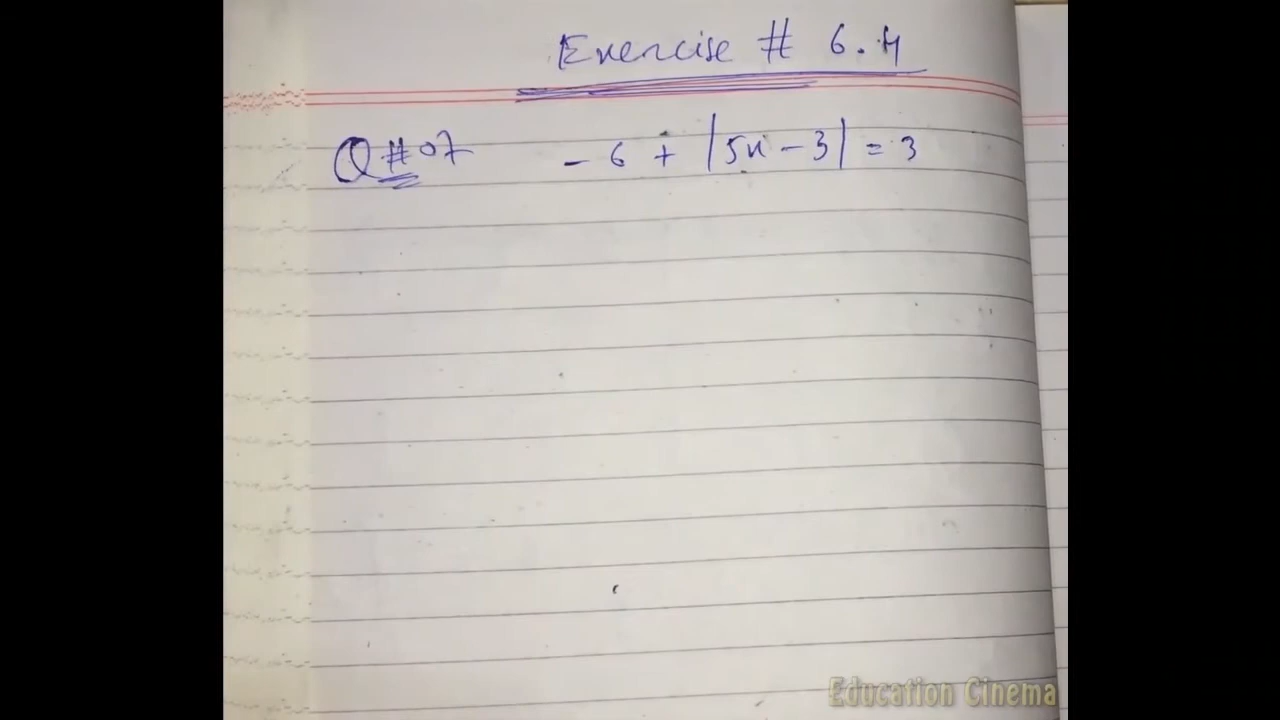 Exercise # 6.4
Q # 07 - 6 + |5x - 3| = 3
Education Cinema